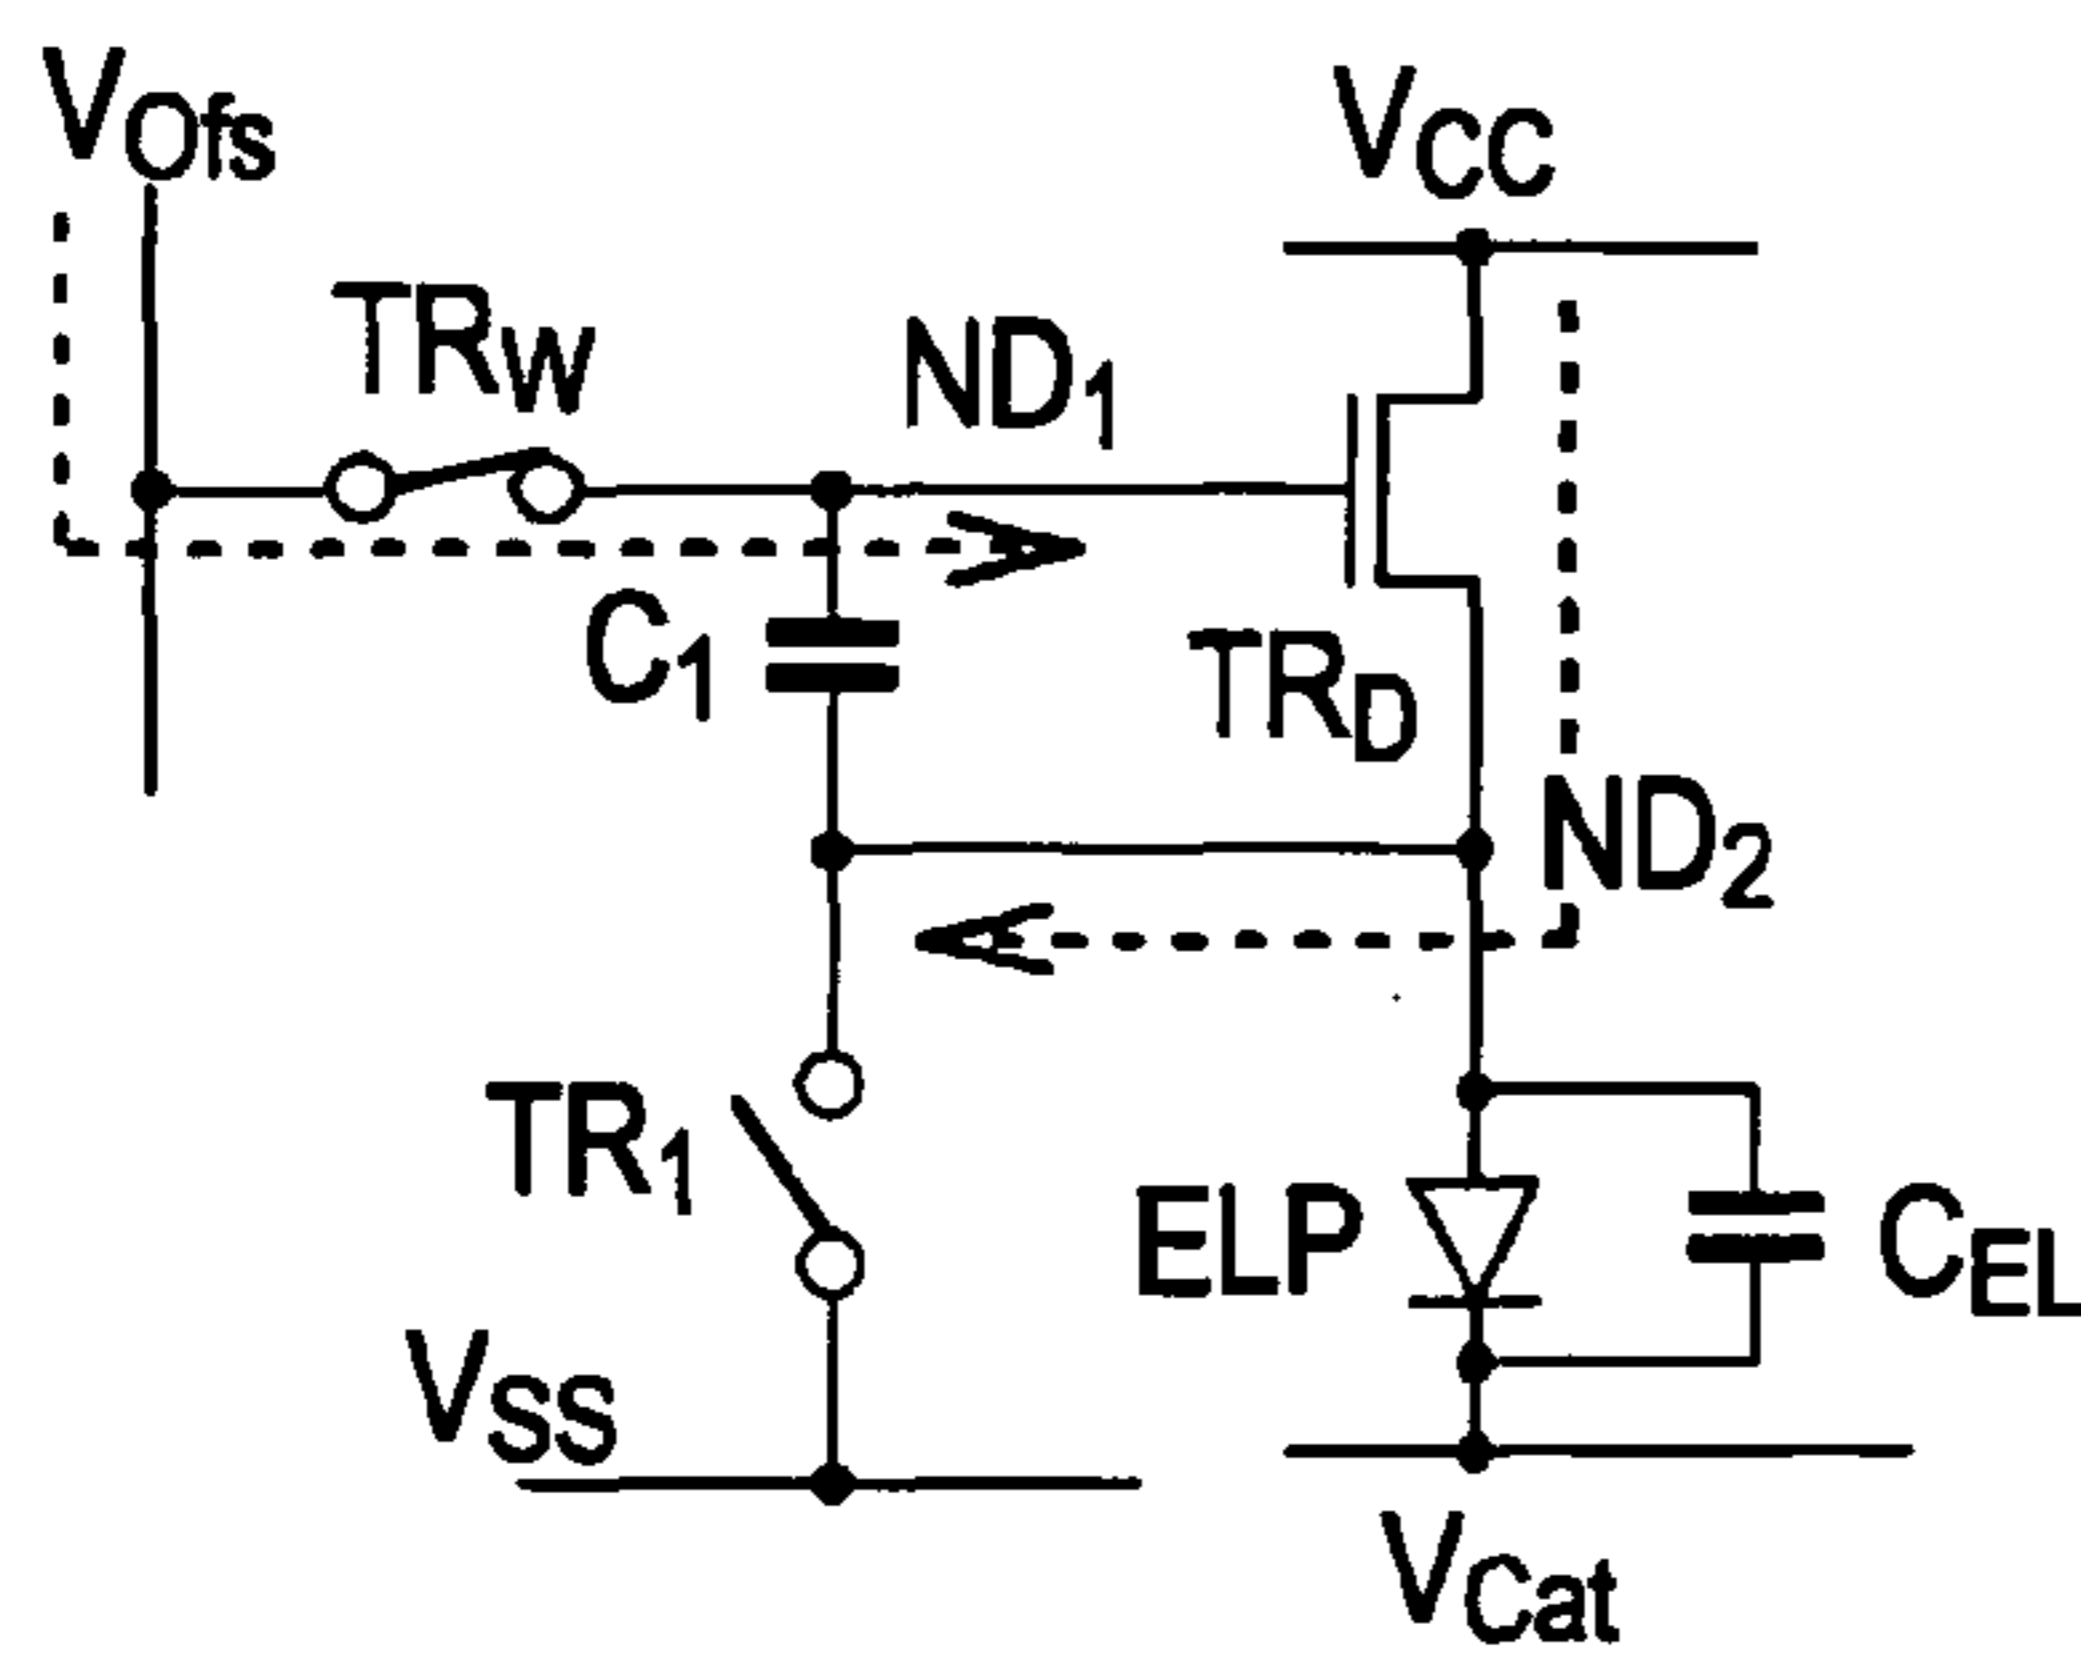 VOfs
VCC
TRW
ND1
C1
TRD
ND2
TR1
ELP
CEL
VSS
VCat